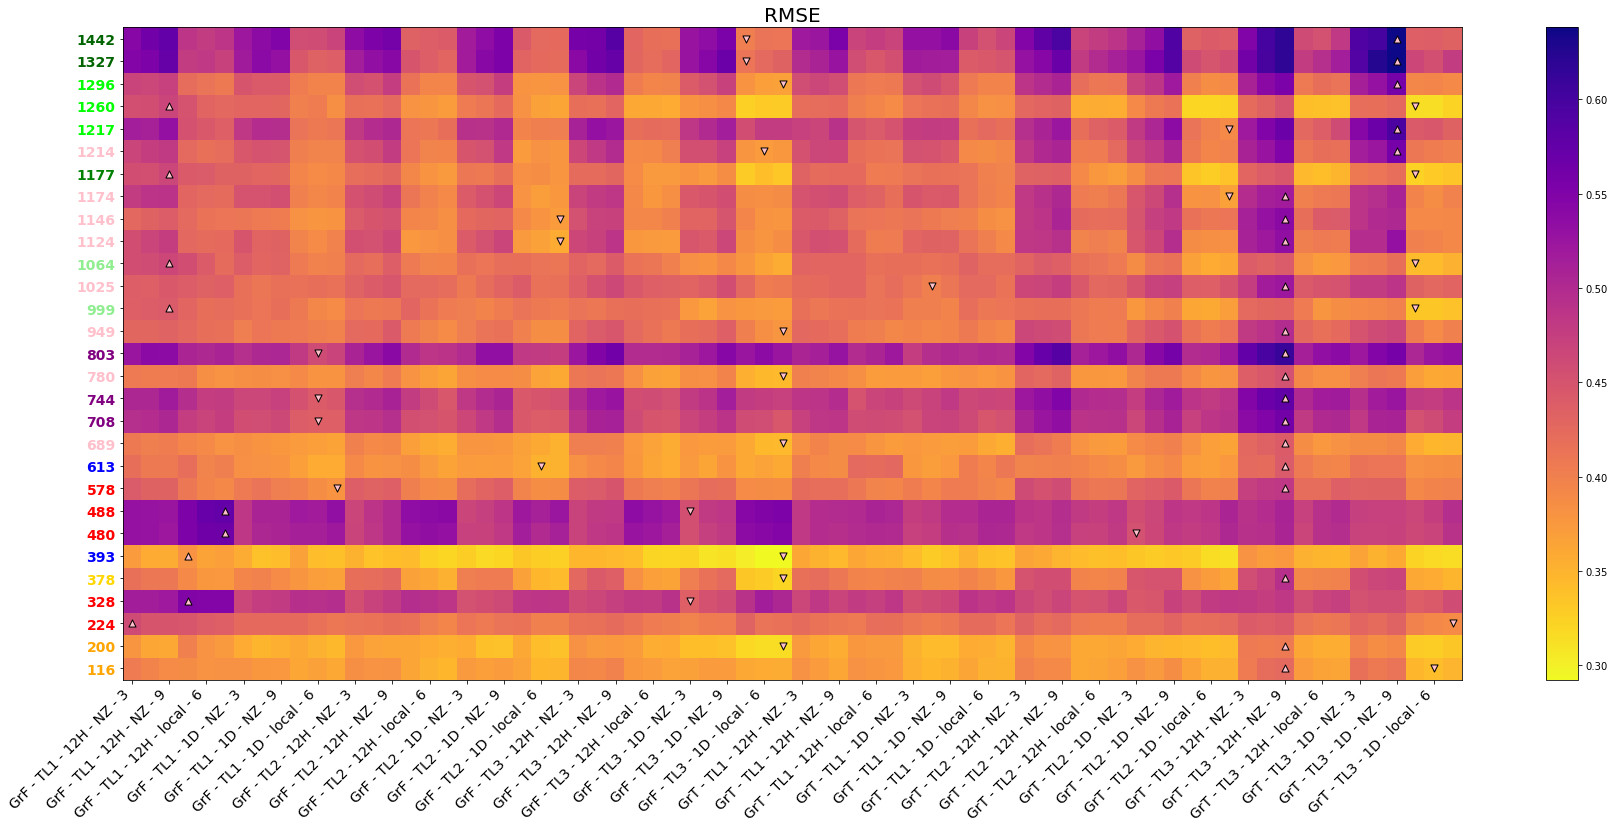 RMSE
1442
1327
1296
1260
1217
1214
1177
1174
1146
1124
1064
1025
999
949
803
780
744
708
689
613
578
488
480
393
378
328
224
200
116
0.60
0.55
0.50
0.45
0.40
0.35
0.30
GrF - TL1 - 12H - NZ - 3
GrF - TL1 - 12H - NZ - 9
GrF - TL1 - 12H - local - 6
GrF - TL1 - 1D - NZ - 3
GrF - TL1 - 1D - NZ - 9
GrF - TL1 - 1D - local - 6
GrF - TL2 - 12H - NZ - 3
GrF - TL2 - 12H - NZ - 9
GrF - TL2 - 12H - local - 6
GrF - TL2 - 1D - NZ - 3
GrF - TL2 - 1D - NZ - 9
GrF - TL2 - 1D - local - 6
GrF - TL3 - 12H - NZ - 3
GrF - TL3 - 12H - NZ - 9
GrF - TL3 - 12H - local - 6
GrF - TL3 - 1D - NZ - 3
GrF - TL3 - 1D - NZ - 9
GrF - TL3 - 1D - local - 6
GrT - TL1 - 12H - NZ - 3
GrT - TL1 - 12H - NZ - 9
GrT - TL1 - 12H - local - 6
GrT - TL1 - 1D - NZ - 3
GrT - TL1 - 1D - NZ - 9
GrT - TL1 - 1D - local - 6
GrT - TL2 - 12H - NZ - 3
GrT - TL2 - 12H - NZ - 9
GrT - TL2 - 12H - local - 6
GrT - TL2 - 1D - NZ - 3
GrT - TL2 - 1D - NZ - 9
GrT - TL2 - 1D - local - 6
GrT - TL3 - 12H - NZ - 3
GrT - TL3 - 12H - NZ - 9
GrT - TL3 - 12H - local - 6
GrT - TL3 - 1D - NZ - 3
GrT - TL3 - 1D - NZ - 9
GrT - TL3 - 1D - local - 6